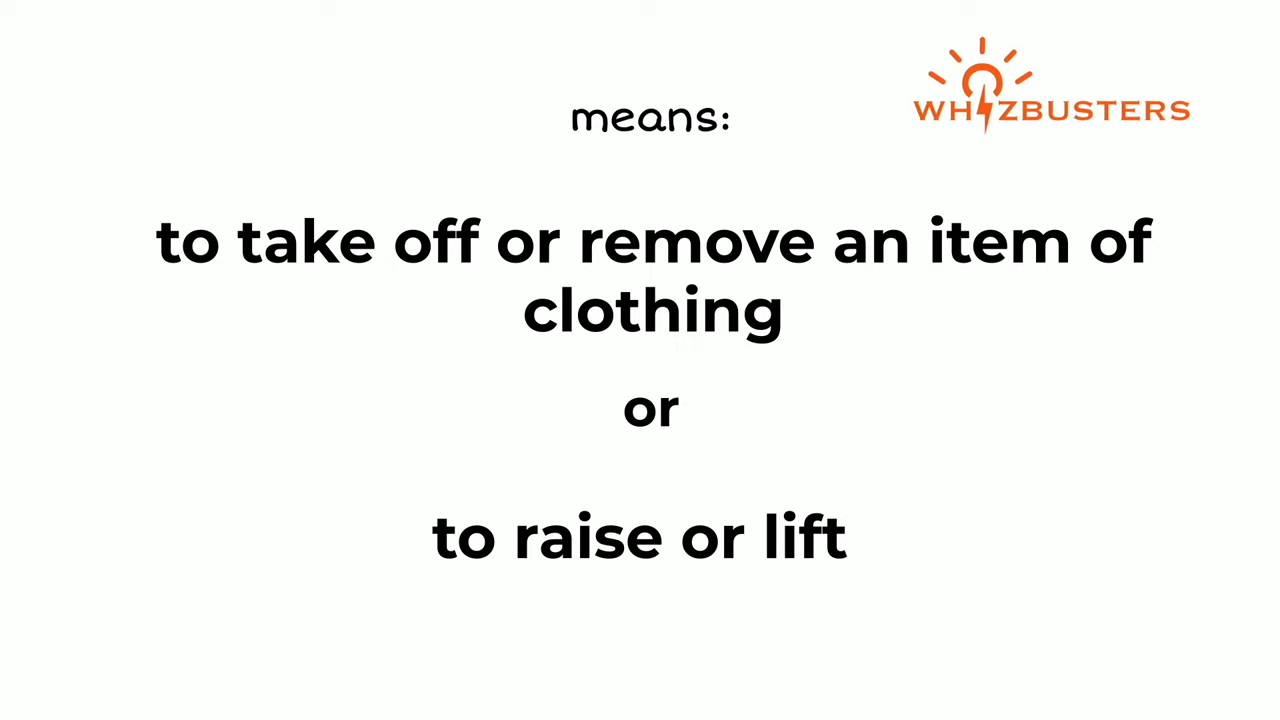 WHIZBUSTERS
means:
to take off or remove an item of
clothing
or
to raise or lift